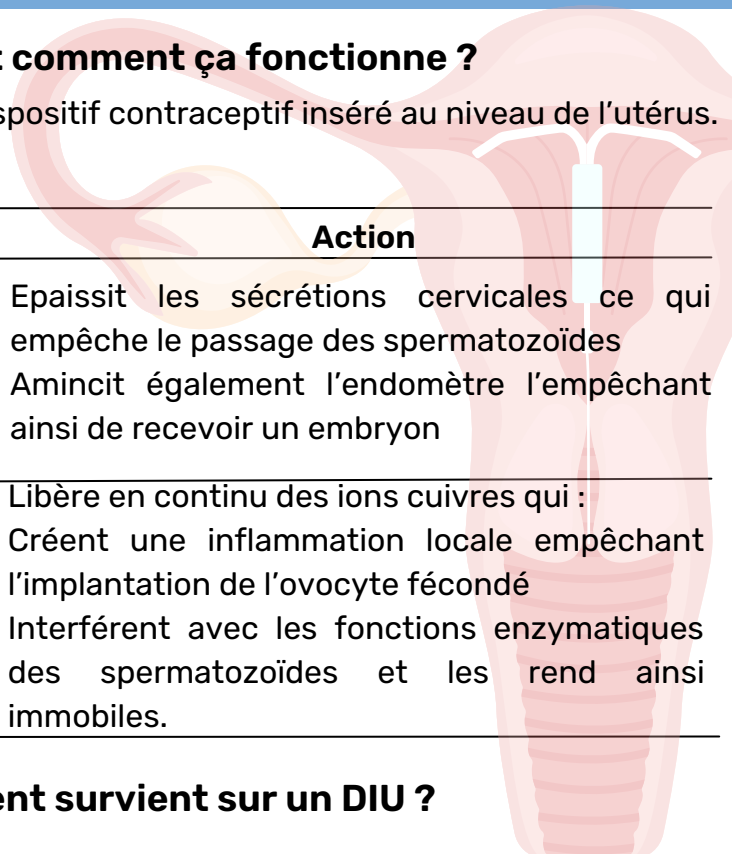 comment ça fonctionne ?
contraceptif inséré au niveau de l’utérus.
Action
Epaissit les sécrétions cervicales ce qui
empêche le passage des spermatozoïdes
Amincit également l’endomètre l’empêchant
ainsi de recevoir un embryon
Libère en continu des ions cuivres qui :
Créent une inflammation locale empêchant
l’implantation de l’ovocyte fécondé
Interférent avec les fonctions enzymatiques
des spermatozoïdes et les rend ainsi
immobiles.
survient sur un DIU ?